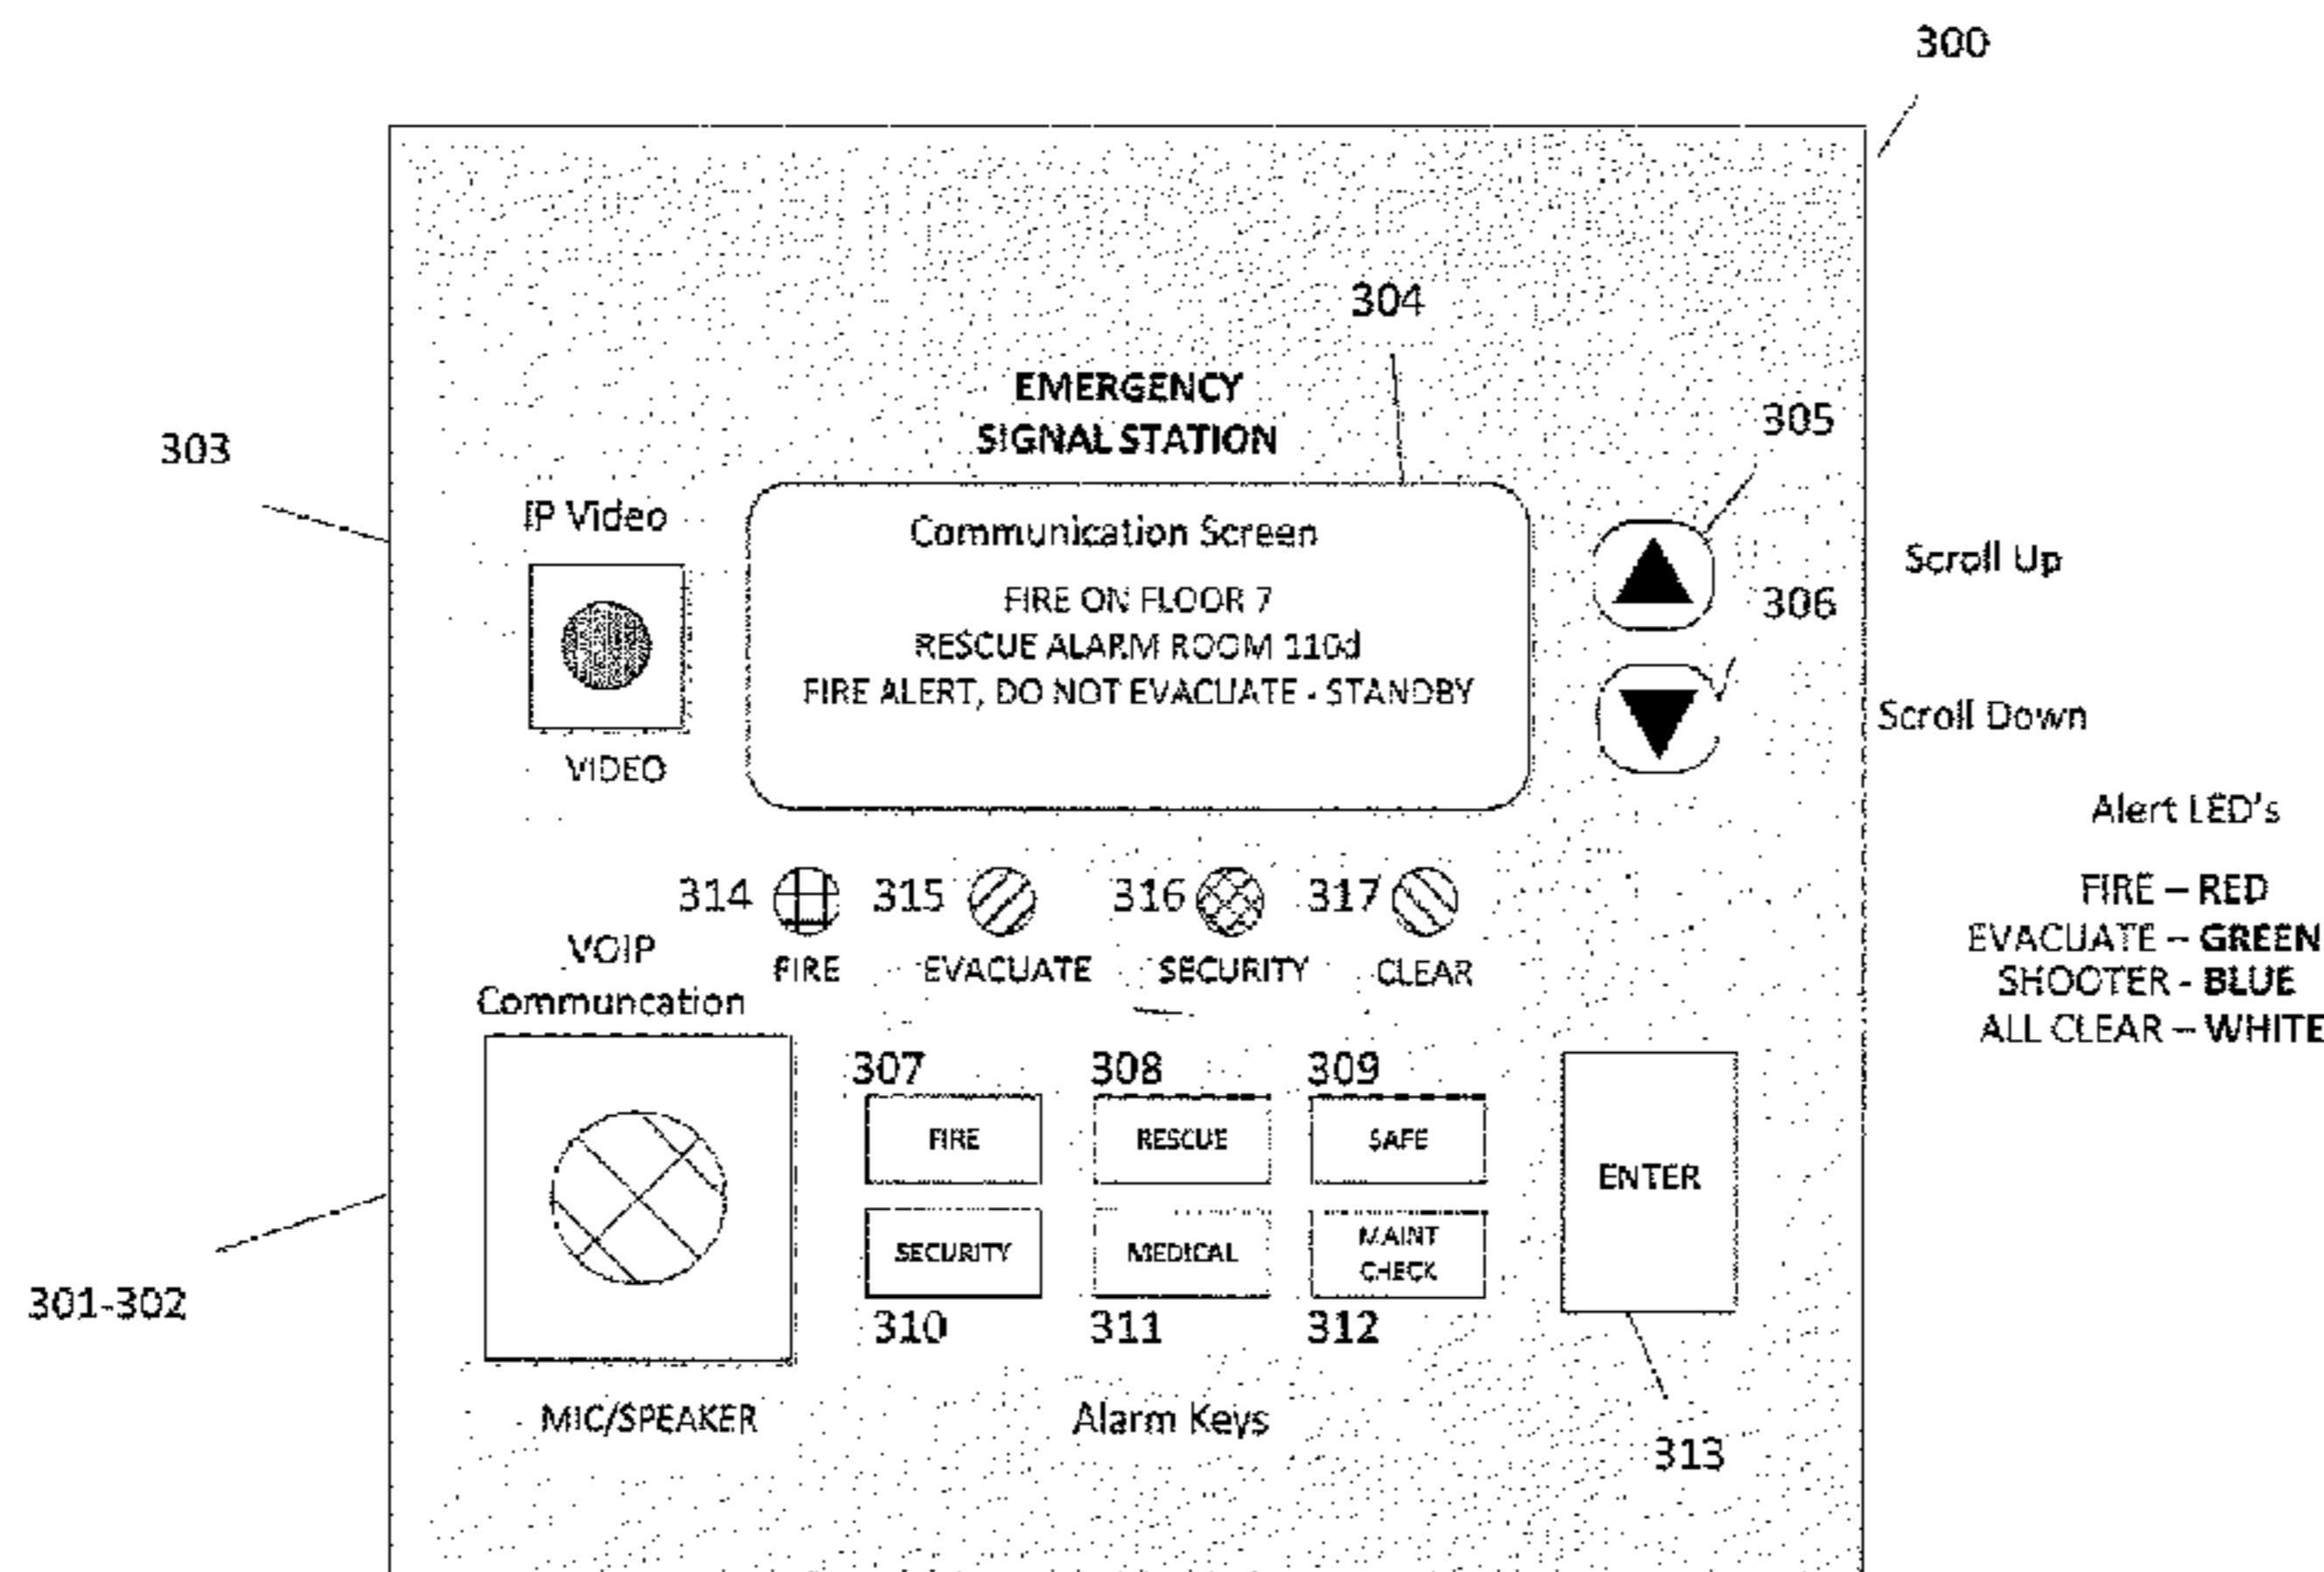 300
304
EMERGENCY
SIGNAL STATION
305
303
IP Video
Communication Screen
Scroll Up
FIRE ON FLOOR 7
306
RESCUE ALARM ROOM 110d
FIRE ALERT, DO NOT EVACUATE - STANDBY
Scroll Down
VIDEO
Alert LED's
314 315 316 317
FIRE – RED
VOIP
FIRE EVACUATE SECURITY CLEAR
EVACUATE – GREEN
Communcation
SHOOTER - BLUE
ALL CLEAR – WHITE
307 308 309
FIRE RESCUE SAFE
ENTER
SECURITY MEDICAL MAINT
CHECK
301-302
310 311 312
MIC/SPEAKER
Alarm Keys
313